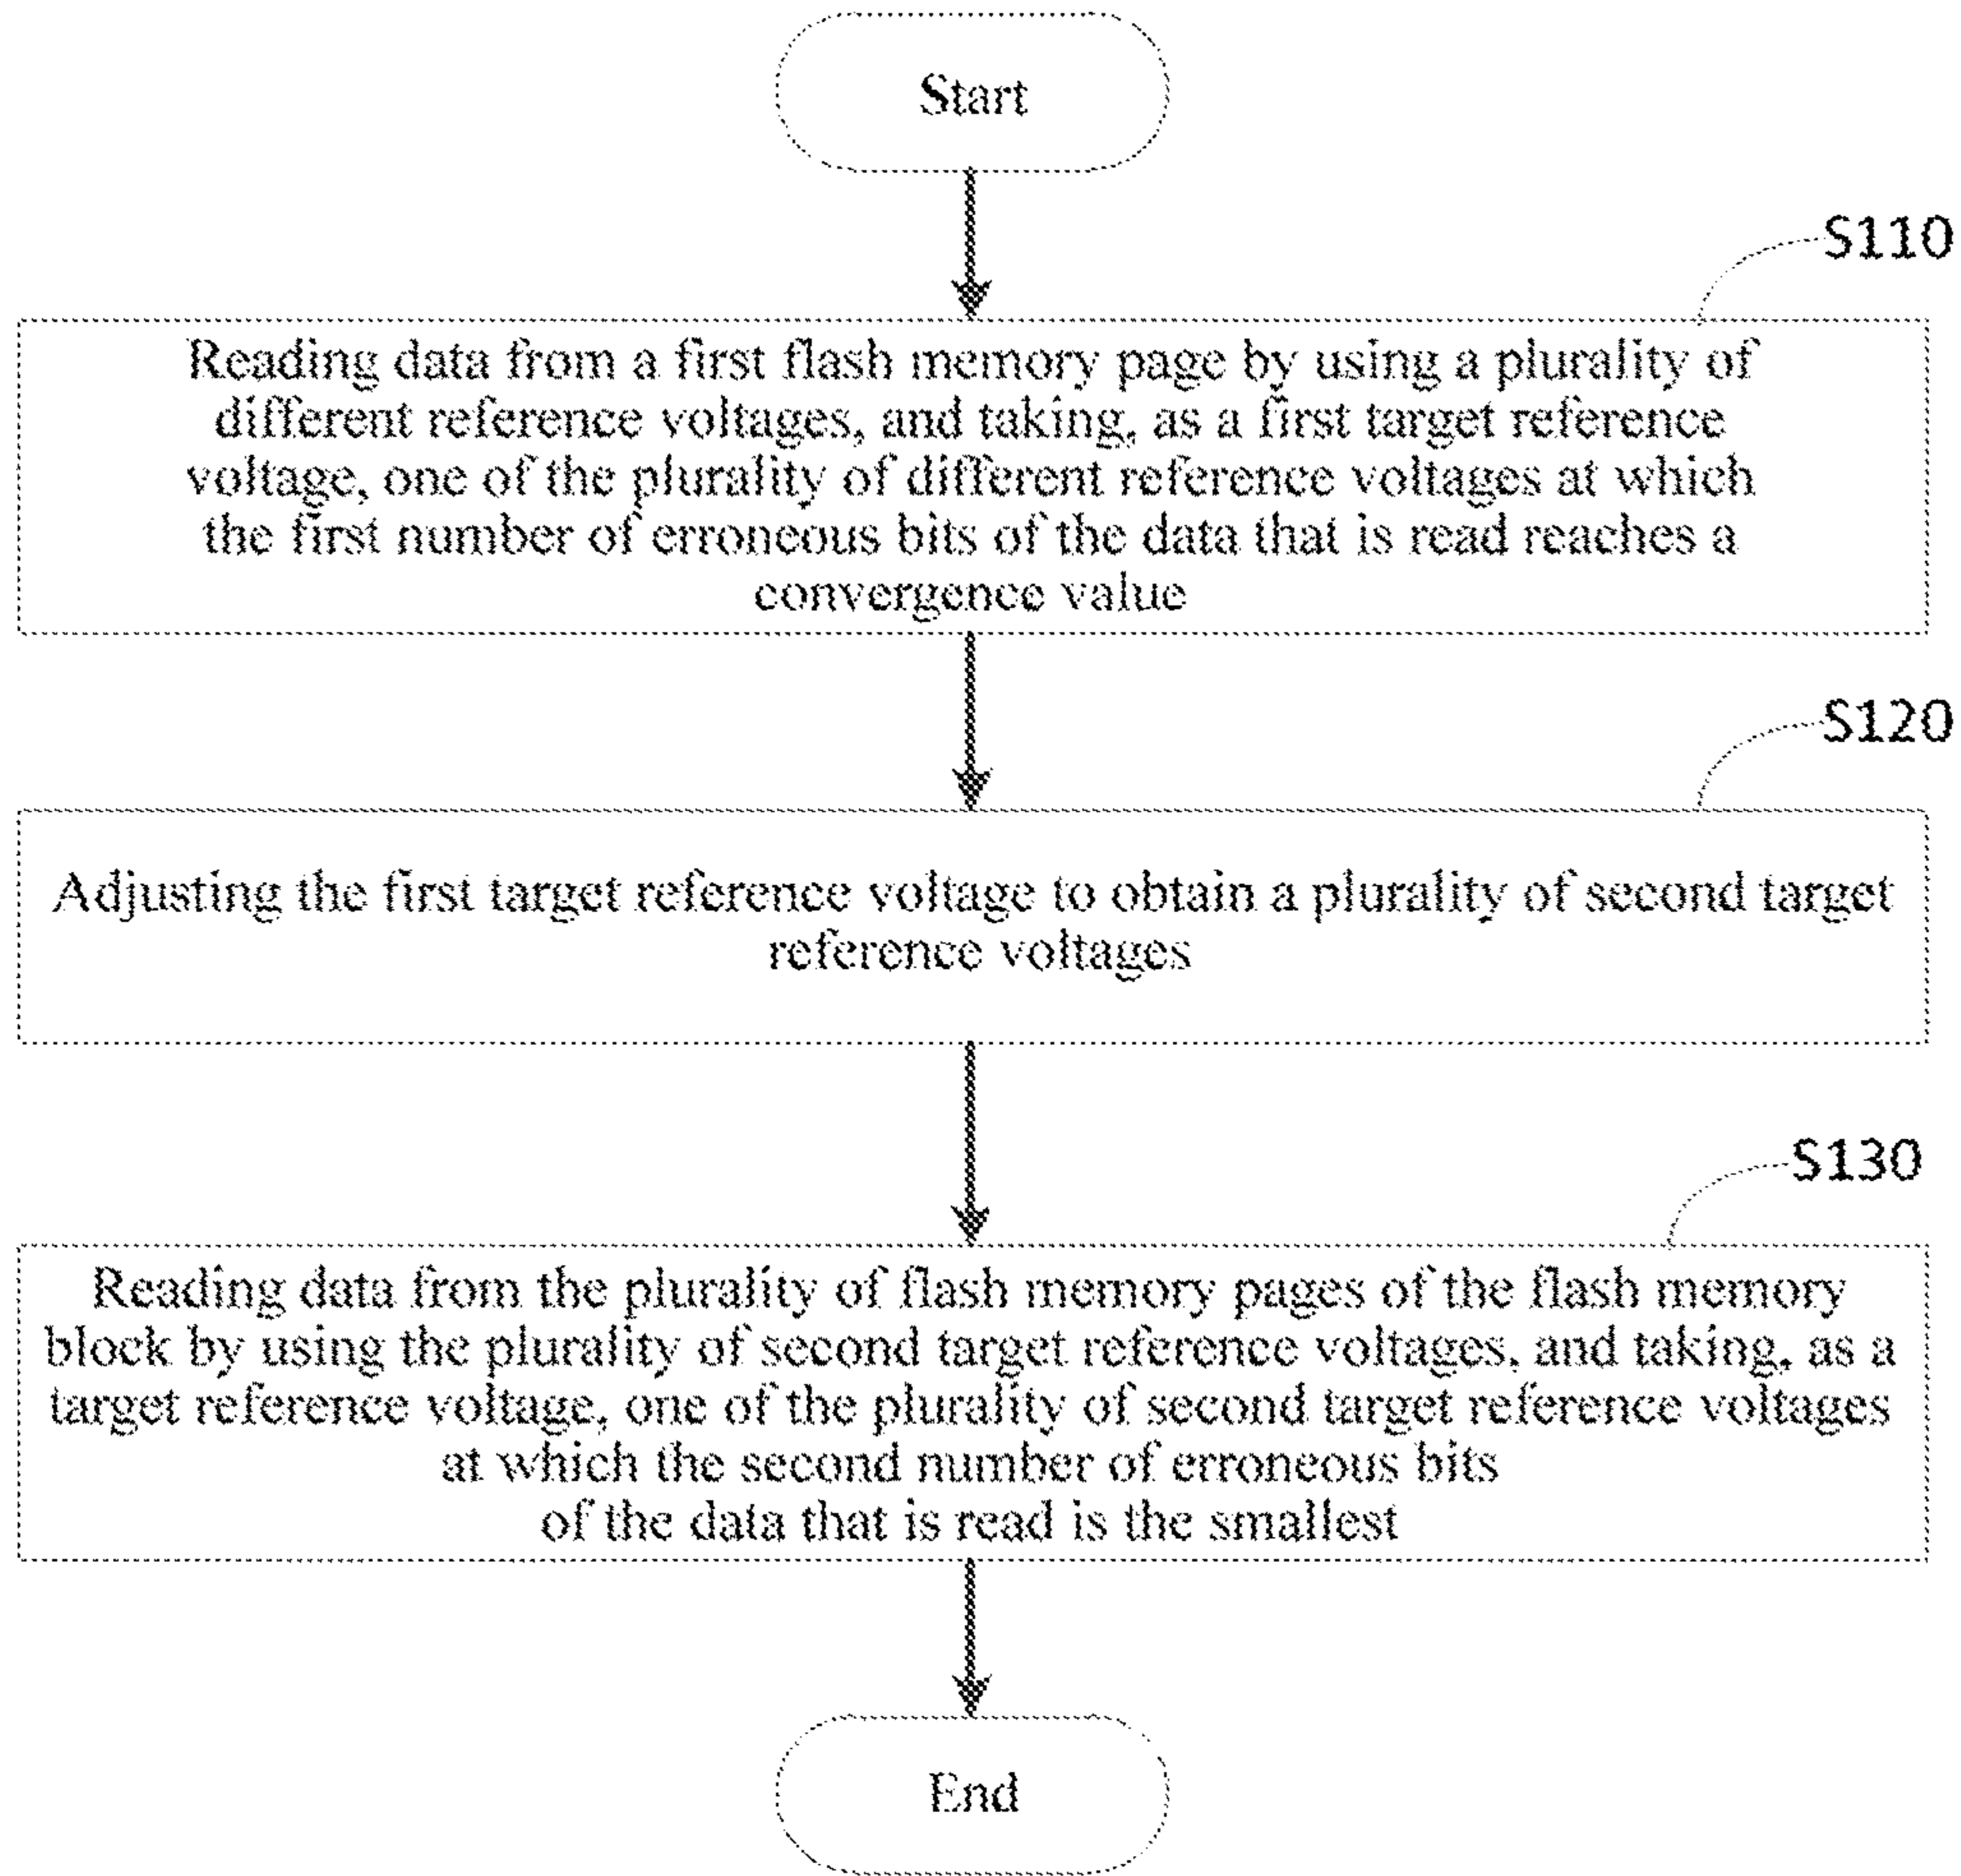 Start
S110
Reading data from a first flash memory page by using a plurality of
different reference voltages, and taking, as a first target reference
voltage, one of the plurality of different reference voltages at which
the first number of erroneous bits of the data that is read reaches a
convergence value
S120
Adjusting the first target reference voltage to obtain a plurality of second target
reference voltages
S130
Reading data from the plurality of flash memory pages of the flash memory
block by using the plurality of second target reference voltages, and taking, as a
target reference voltage, one of the plurality of second target reference voltages
at which the second number of erroneous bits
of the data that is read is the smallest
End